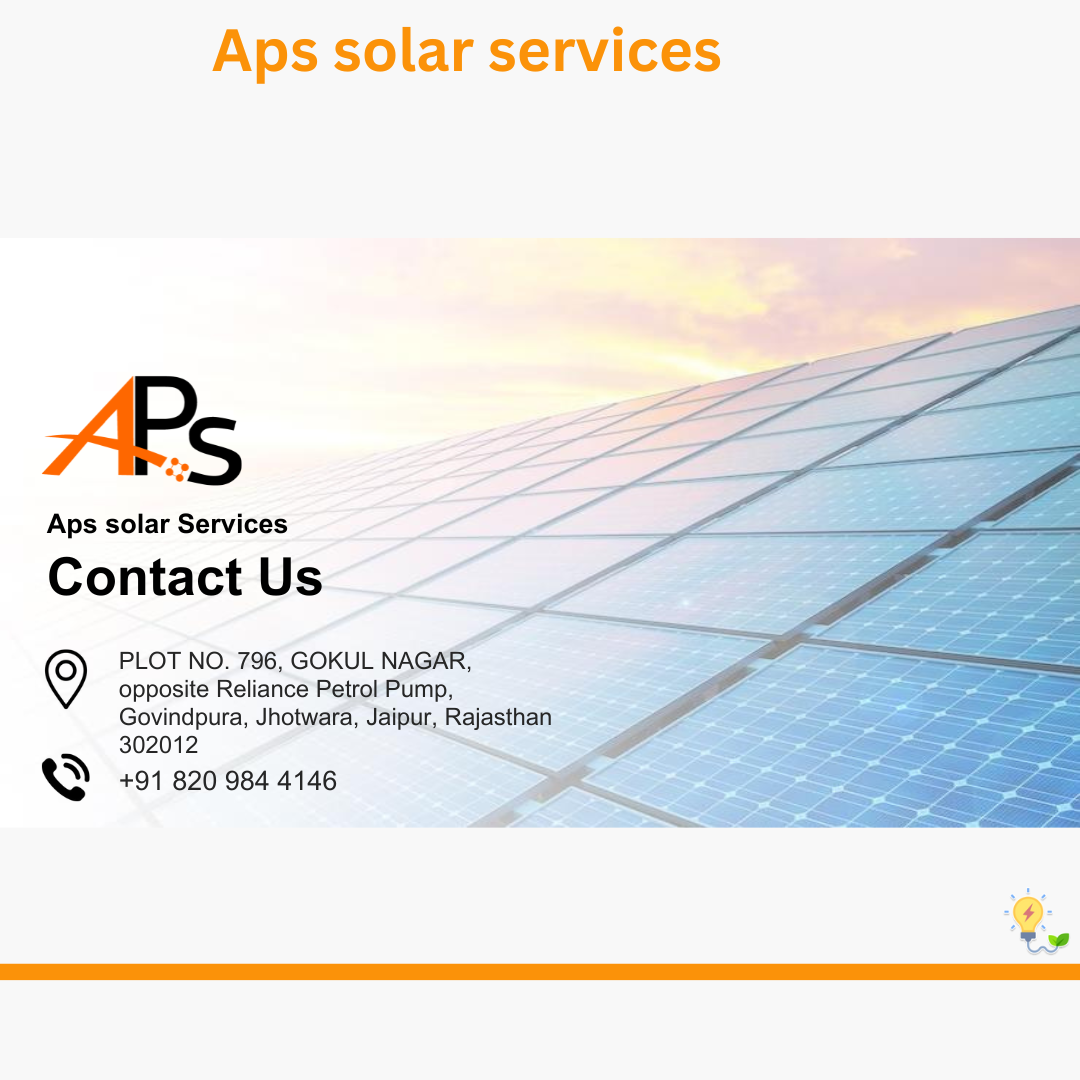 Aps solar services
APS
Aps solar Services
Contact Us
PLOT NO. 796, GOKUL NAGAR,
opposite Reliance Petrol Pump,
Govindpura, Jhotwara, Jaipur, Rajasthan
302012
+91 820 984 4146